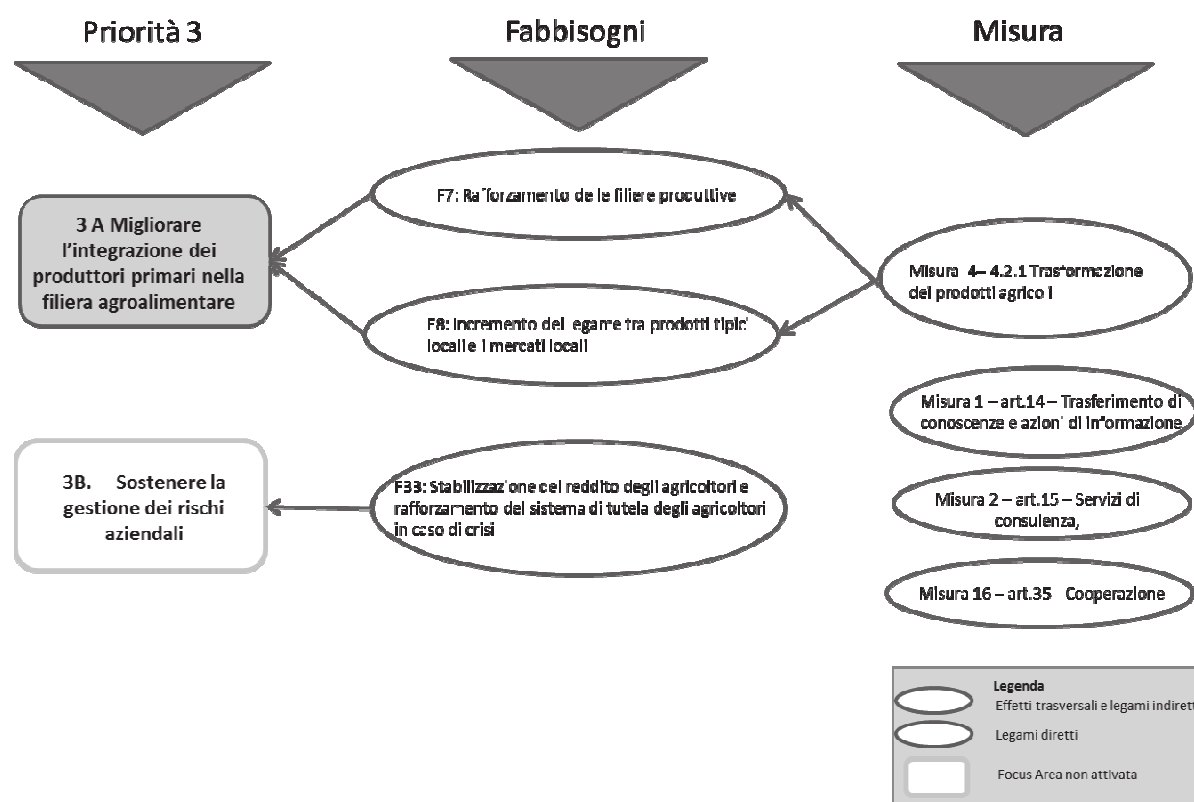 Priorità 3
Fabbisogni
Misura
3 A Migliorare
l'integrazione dei
produttori primari nella
filiera agroalimentare
F7: Rafforzamento delle filiere produttive
F8: Incremento del legame tra prodotti tipici
locali e i mercati locali
Misura 4– 4.2.1 Trasformazione
dei prodotti agricoli
Misura 1 – art.14 – Trasferimento di
conoscenze e azioni di informazione
3B. Sostenere la
gestione dei rischi
aziendali
F33: Stabilizzazione del reddito degli agricoltori e
rafforzamento del sistema di tutela degli agricoltori
in caso di crisi
Misura 2 – art.15 – Servizi di
consulenza,
Misura 16 – art.35 Cooperazione
Legenda
Effetti trasversali e legami indirett
Legami diretti
Focus Area non attivata